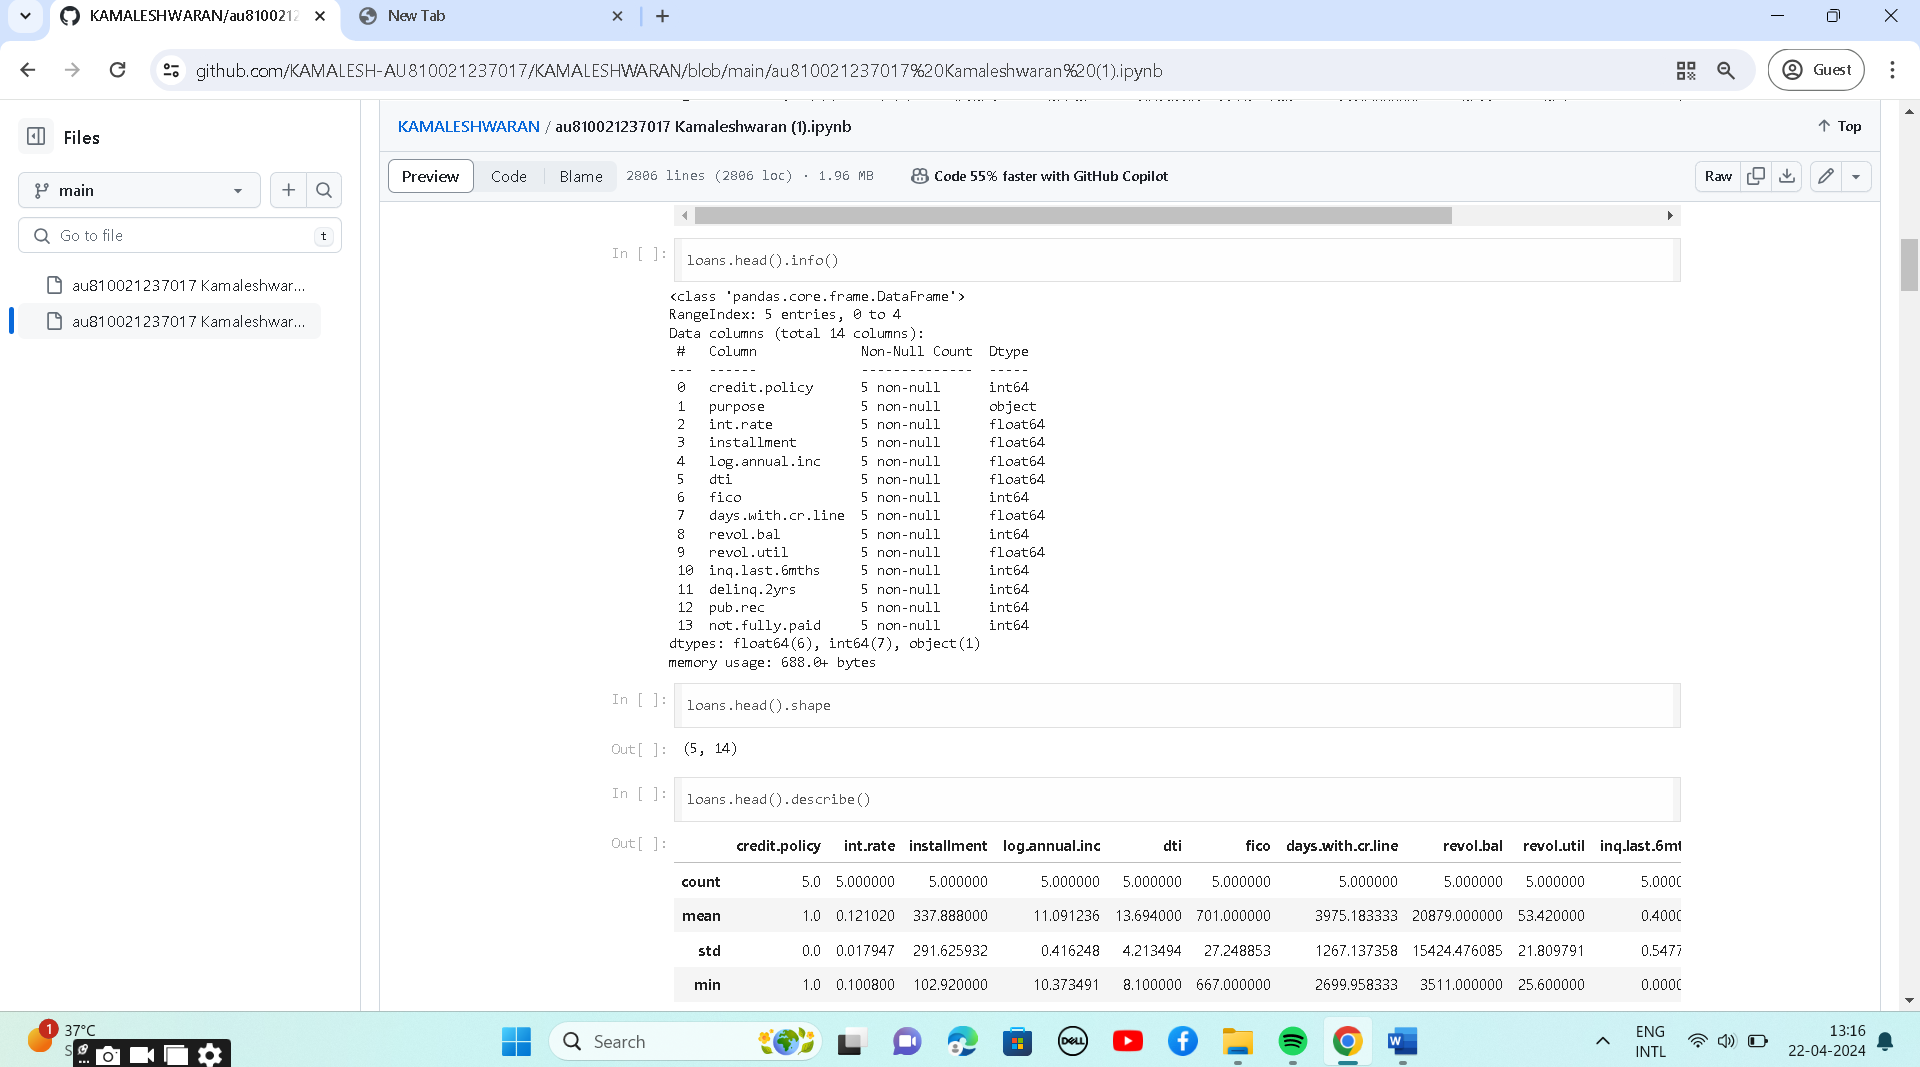 KAMALESHWARAN/au810021
New Tab
github.com/KAMALESH-AU810021237017/KAMALESHWARAN/blob/main/au810021237017%20Kamaleshwaran%20(1).ipynb
Guest
Files
KAMALESHWARAN / au810021237017 Kamaleshwaran (1).ipynb
Top
main
Preview Code Blame 2806 lines (2806 loc) · 1.96 MB Code 55% faster with GitHub Copilot Raw
Go to file t
au810021237017 Kamaleshwar...
au810021237017 Kamaleshwar...
In [ ]: loans.head().info()
<class 'pandas.core.frame.DataFrame'>
RangeIndex: 5 entries, 0 to 4
Data columns (total 14 columns):
# Column Non-Null Count Dtype
--- ------ -------------- -----
0 credit.policy 5 non-null int64
1 purpose 5 non-null object
2 int.rate 5 non-null float64
3 installment 5 non-null float64
4 log.annual.inc 5 non-null float64
5 dti 5 non-null float64
6 fico 5 non-null int64
7 days.with.cr.line 5 non-null float64
8 revol.bal 5 non-null int64
9 revol.util 5 non-null float64
10 inq.last.6mths 5 non-null int64
11 delinq.2yrs 5 non-null int64
12 pub.rec 5 non-null int64
13 not.fully.paid 5 non-null int64
dtypes: float64(6), int64(7), object(1)
memory usage: 688.0+ bytes
In [ ]: loans.head().shape
Out[ ]: (5, 14)
In [ ]: loans.head().describe()
Out[ ]: credit.policy int.rate installment log.annual.inc dti fico days.with.cr.line revol.bal revol.util inq.last.6mt
count 5.0 5.000000 5.000000 5.000000 5.000000 5.000000 5.000000 5.000000 5.000000 5.0000
mean 1.0 0.121020 337.888000 11.091236 13.694000 701.000000 3975.183333 20879.000000 53.420000 0.4000
std 0.0 0.017947 291.625932 0.416248 4.213494 27.248853 1267.137358 15424.476085 21.809791 0.5477
min 1.0 0.100800 102.920000 10.373491 8.100000 667.000000 2699.958333 3511.000000 25.600000 0.0000
1
37°C
Search
DELL
W
ENG
INTL
13:16
22-04-2024